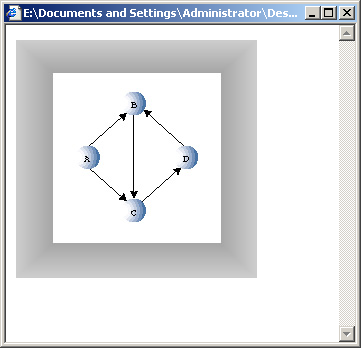 E:\Documents and Settings\Administrator\Des...
B
A
D
C